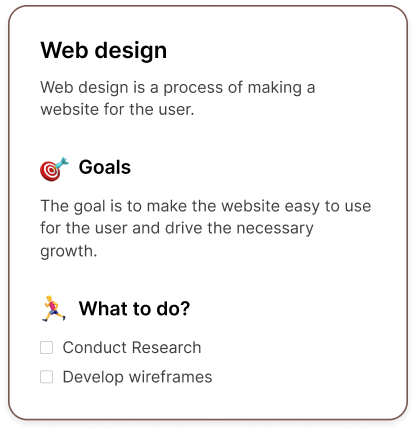 Web design
Web design is a process of making a
website for the user.
Goals
The goal is to make the website easy to use
for the user and drive the necessary
growth.
What to do?
Conduct Research
Develop wireframes